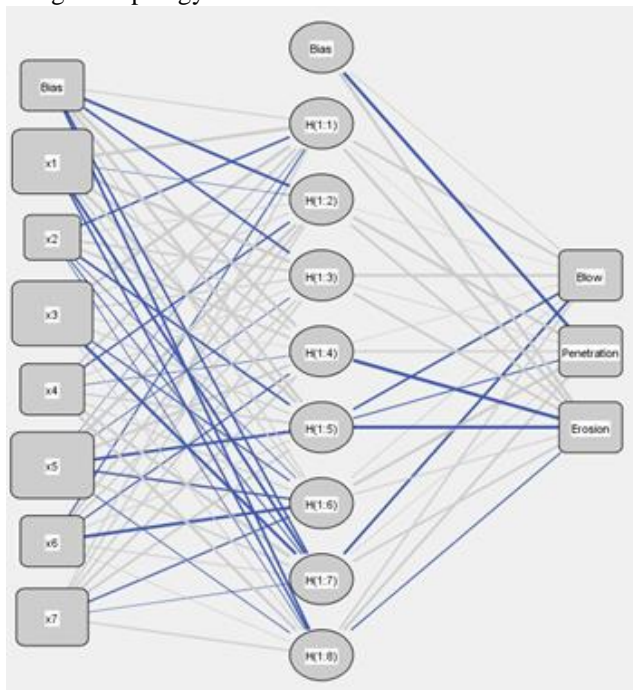 Bias
x1
x2
x3
x4
x5
x6
x7
Bias
H(1:1)
H(1:2)
H(1:3)
H(1:4)
H(1:5)
H(1:6)
H(1:7)
H(1:8)
Blow
Penetration
Erosion